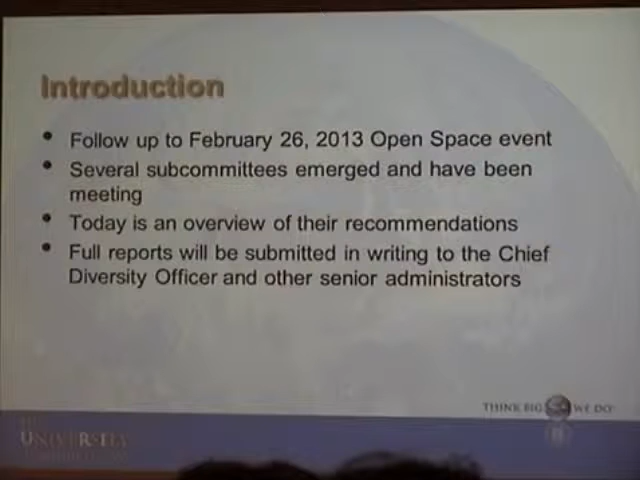 Introduction
• Follow up to February 26, 2013 Open Space event
• Several subcommittees emerged and have been
meeting
• Today is an overview of their recommendations
• Full reports will be submitted in writing to the Chief
Diversity Officer and other senior administrators
THINK BIG WE DO
UNIVERSITY